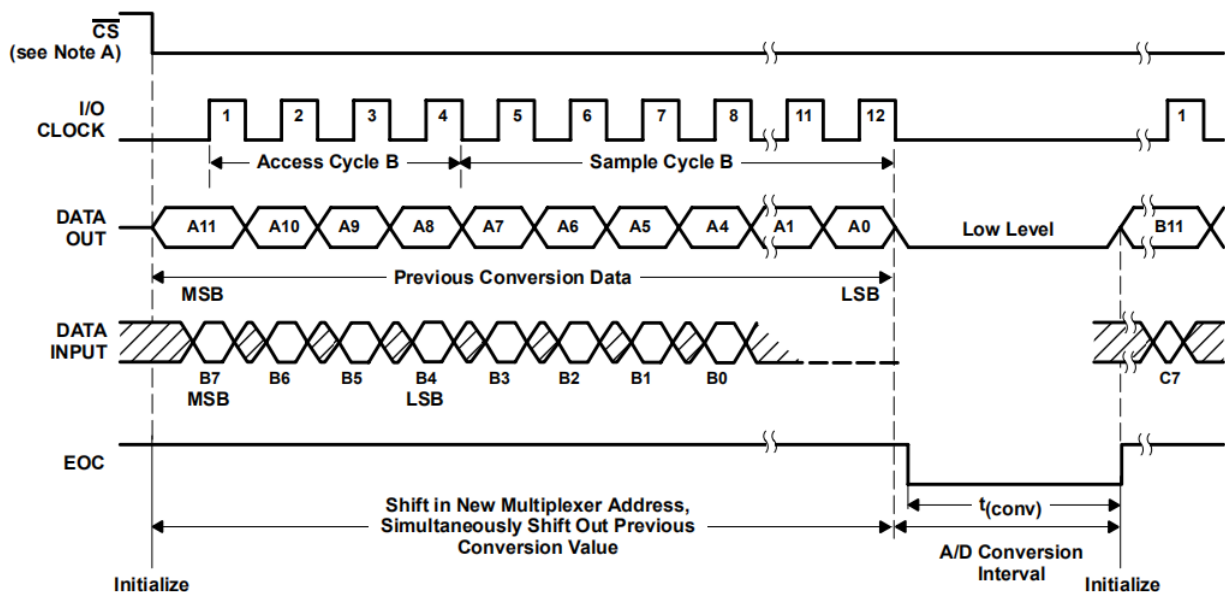 CS
(see Note A)
I/O
CLOCK
1 2 3 4 5 6 7 8 11 12 1
Access Cycle B Sample Cycle B
DATA
OUT
A11 A10 A9 A8 A7 A6 A5 A4 A1 A0 Low Level B11
Previous Conversion Data
MSB LSB
DATA
INPUT
B7 B6 B5 B4 B3 B2 B1 B0 C7
MSB LSB
EOC
t(conv)
Shift in New Multiplexer Address,
Simultaneously Shift Out Previous
Conversion Value
A/D Conversion
Interval
Initialize Initialize